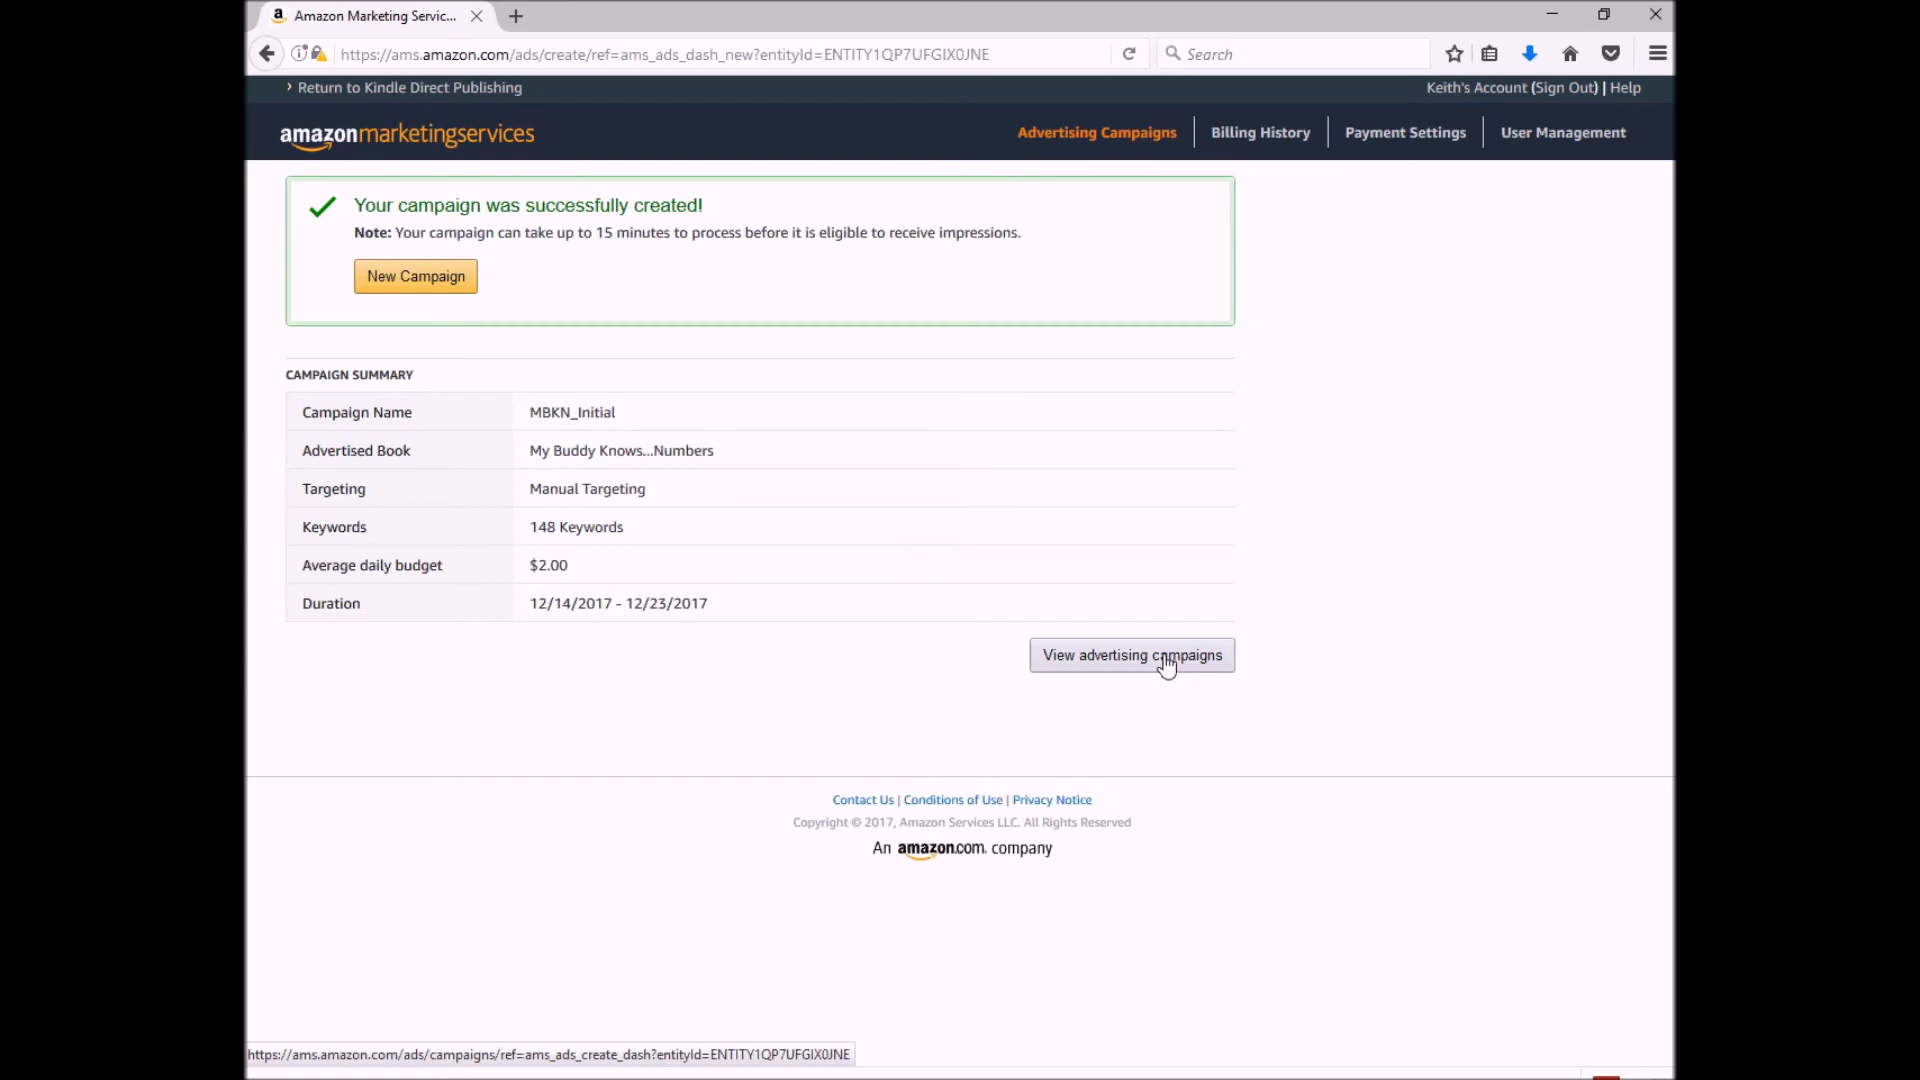 Amazon Marketing Servic...
https://ams.amazon.com/ads/create/ref=ams_ads_dash_new?entityId=ENTITY1QP7UFGIX0JNE
Search
Return to Kindle Direct Publishing
Keith's Account (Sign Out) | Help
amazonmarketingservices
Advertising Campaigns
Billing History
Payment Settings
User Management
Your campaign was successfully created!
Note: Your campaign can take up to 15 minutes to process before it is eligible to receive impressions.
New Campaign
CAMPAIGN SUMMARY
Campaign Name MBKN_Initial
Advertised Book My Buddy Knows...Numbers
Targeting Manual Targeting
Keywords 148 Keywords
Average daily budget $2.00
Duration 12/14/2017 - 12/23/2017
View advertising campaigns
Contact Us | Conditions of Use | Privacy Notice
Copyright © 2017, Amazon Services LLC. All Rights Reserved
An amazon.com. company
https://ams.amazon.com/ads/campaigns/ref=ams_ads_create_dash?entityId=ENTITY1QP7UFGIX0JNE